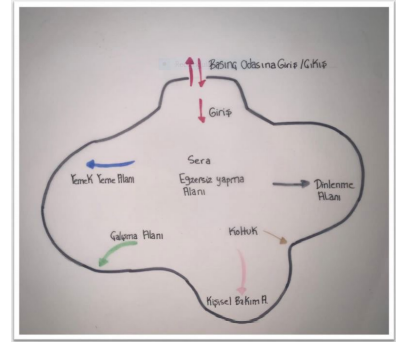 Basınç Odasına Giriş / Çıkış
Giriş
Sera
Egzersiz yapma
Alanı
Yemek Yeme Alanı
Dinlenme
Alanı
Çalışma Alanı
Koltuk
Kişisel Bakım A.